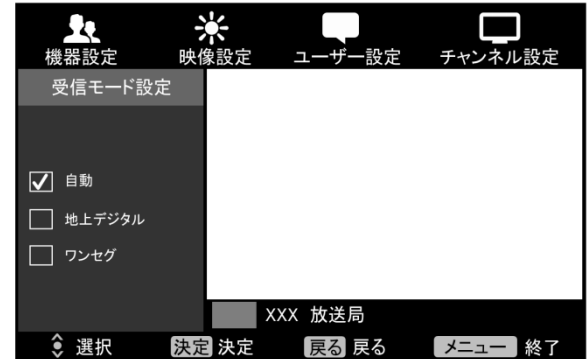 機器設定 映像設定 ユーザー設定 チャンネル設定
受信モード設定
自動
地上デジタル
ワンセグ
XXX 放送局
選択 決定 決定 戻る 戻る メニュー 終了